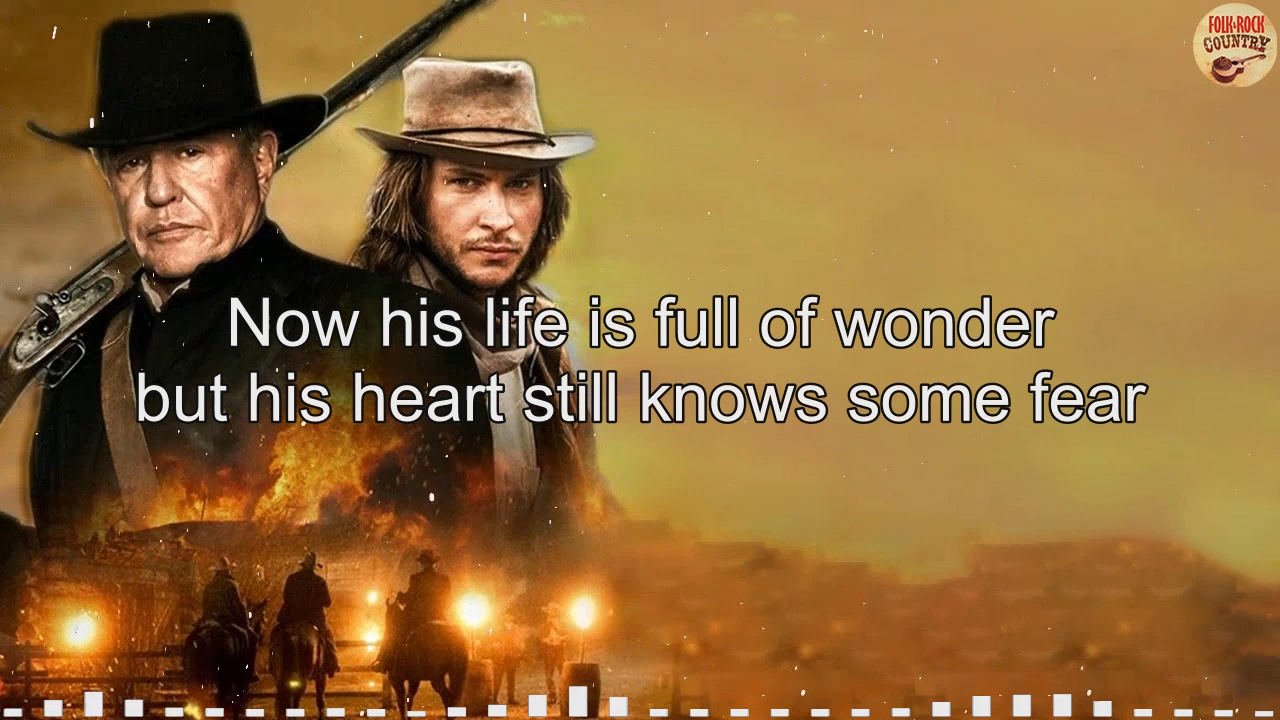 FOLK & ROCK
COUNTRY
Now his life is full of wonder
but his heart still knows some fear